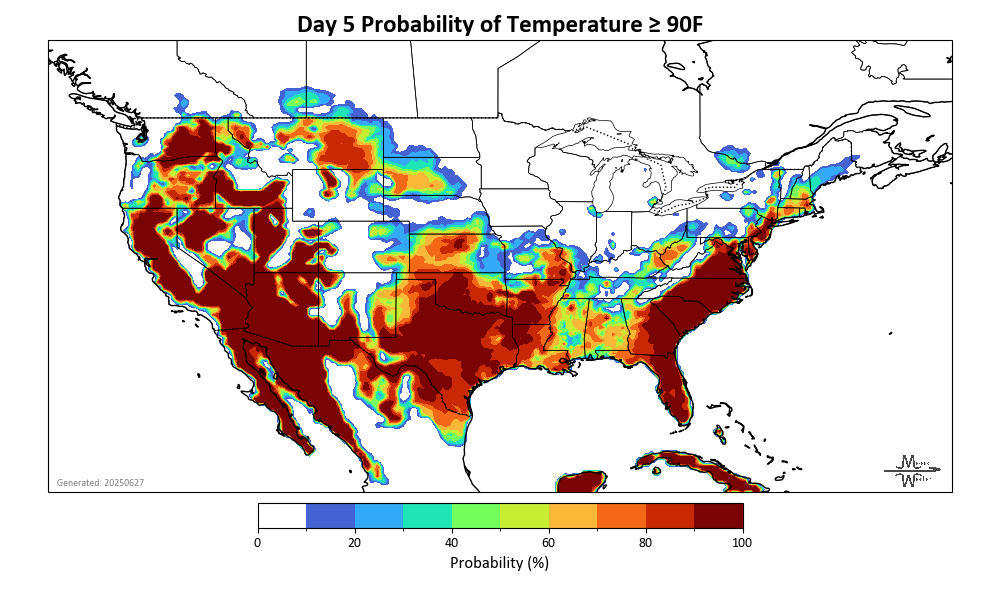 Day 5 Probability of Temperature ≥ 90F
Generated: 20250627
0 20 40 60 80 100
Probability (%)